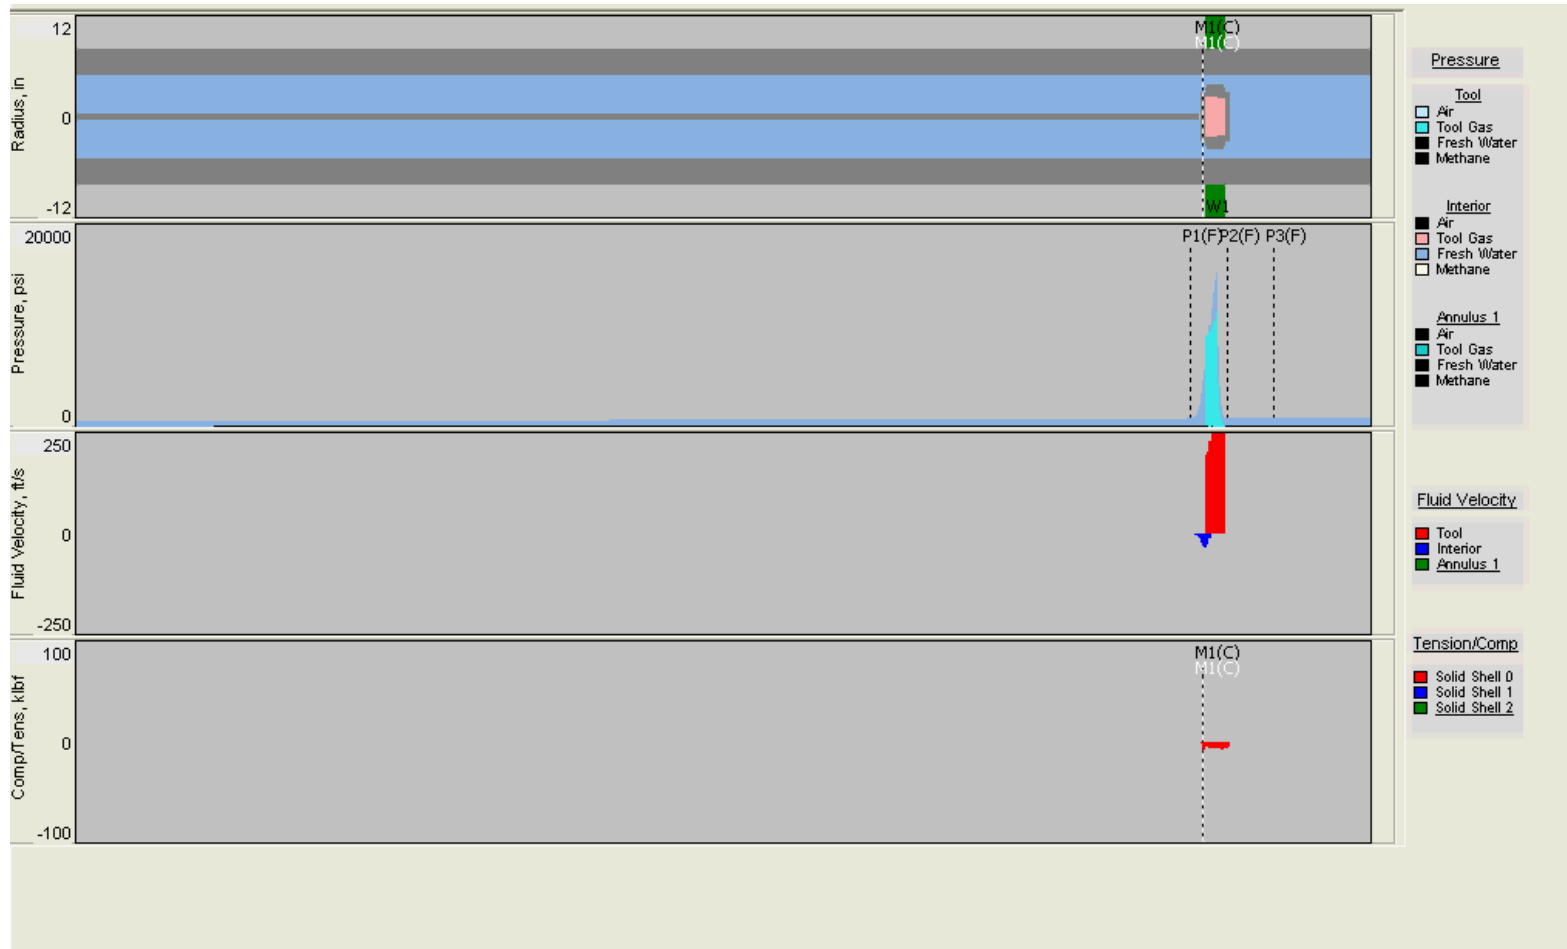 12
M1(C)
M1(C)
Radius, in
0
-12
W1
20000
P1(F)
P2(F)
P3(F)
Pressure, psi
0
250
Fluid Velocity, ft/s
0
-250
100
M1(C)
M1(C)
Comp/Tens, klbf
0
-100
Pressure
Tool
Air
Tool Gas
Fresh Water
Methane
Interior
Air
Tool Gas
Fresh Water
Methane
Annulus 1
Air
Tool Gas
Fresh Water
Methane
Fluid Velocity
Tool
Interior
Annulus 1
Tension/Comp
Solid Shell 0
Solid Shell 1
Solid Shell 2